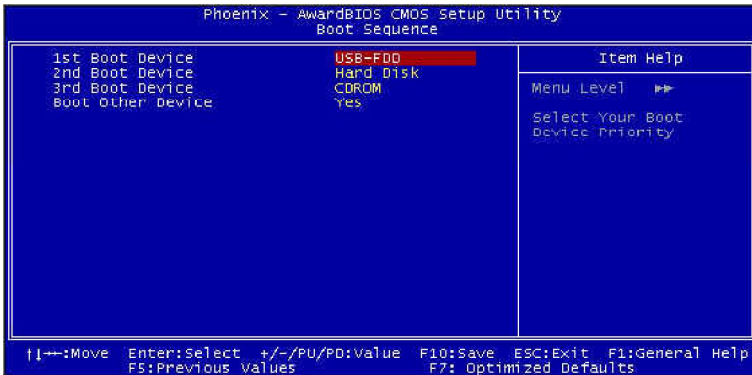 Phoenix - AwardBIOS CMOS Setup Utility
Boot Sequence
1st Boot Device USB-FDD
2nd Boot Device Hard Disk
3rd Boot Device CDROM
Boot Other Device Yes
Item Help
Menu Level ▶▶
Select Your Boot
Device Priority
↑↓→←:Move Enter:Select +/-/PU/PD:Value F10:Save ESC:Exit F1:General Help
F5:Previous Values F7: Optimized Defaults